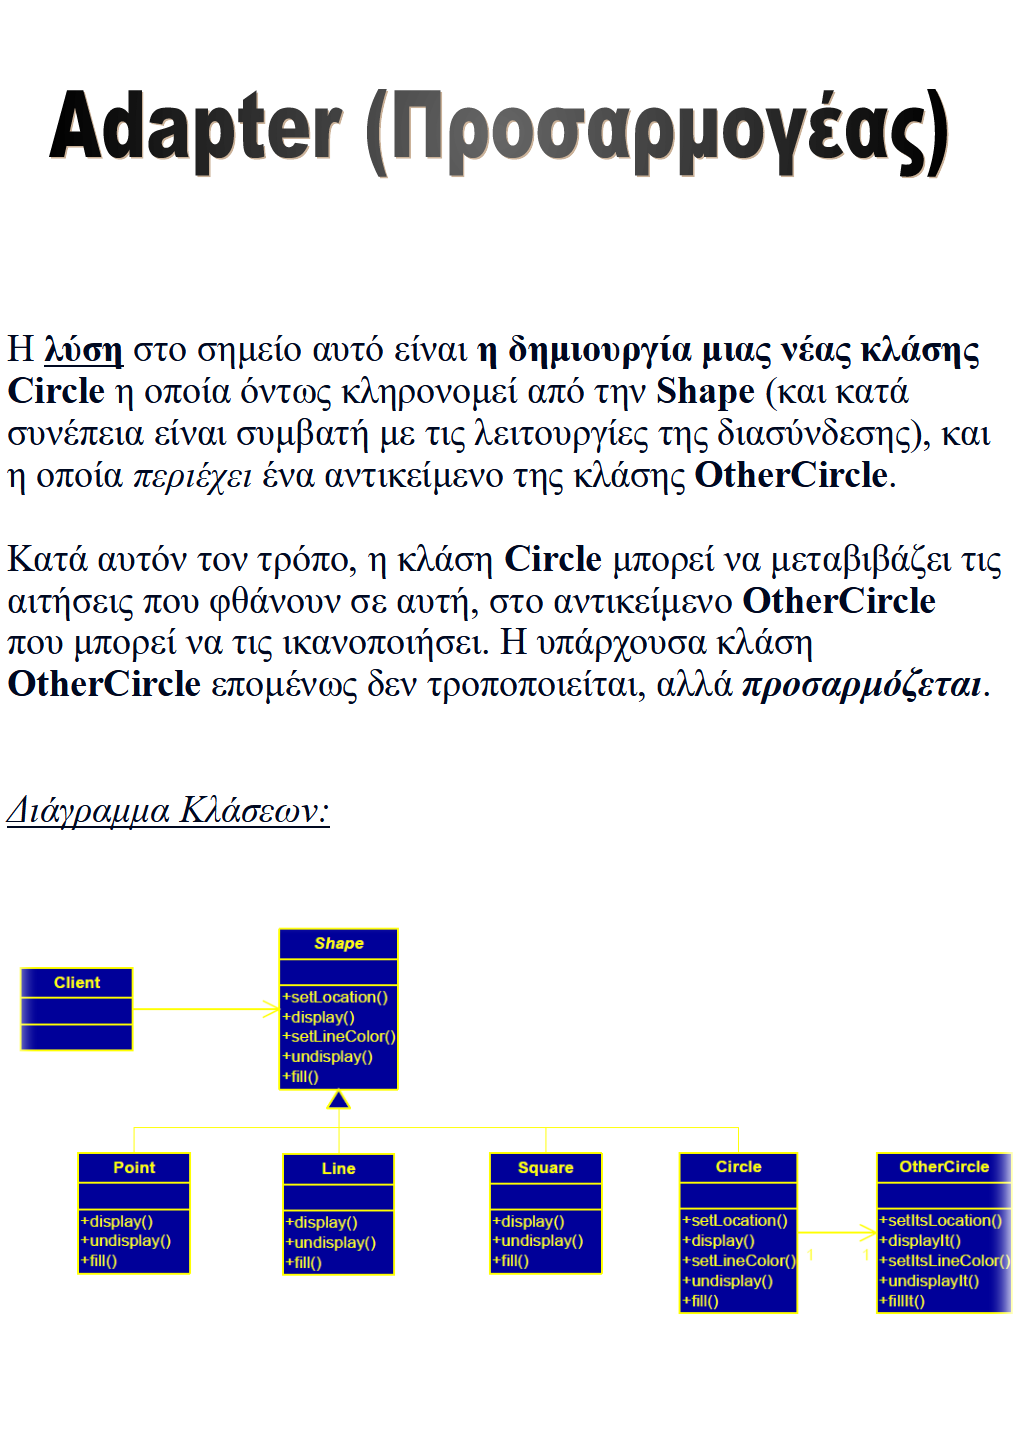 Adapter (Προσαρμογέας)
Η λύση στο σημείο αυτό είναι η δημιουργία μιας νέας κλάσης
Circle η οποία όντως κληρονομεί από την Shape (και κατά
συνέπεια είναι συμβατή με τις λειτουργίες της διασύνδεσης), και
η οποία περιέχει ένα αντικείμενο της κλάσης OtherCircle.
Κατά αυτόν τον τρόπο, η κλάση Circle μπορεί να μεταβιβάζει τις
αιτήσεις που φθάνουν σε αυτή, στο αντικείμενο OtherCircle
που μπορεί να τις ικανοποιήσει. Η υπάρχουσα κλάση
OtherCircle επομένως δεν τροποποιείται, αλλά προσαρμόζεται.
Διάγραμμα Κλάσεων:
Client
Shape
+setLocation()
+display()
+setLineColor()
+undisplay()
+fill()
Point
+display()
+undisplay()
+fill()
Line
+display()
+undisplay()
+fill()
Square
+display()
+undisplay()
+fill()
Circle
+setLocation()
+display()
+setLineColor()
+undisplay()
+fill()
1
1
OtherCircle
+setItsLocation()
+displayIt()
+setItsLineColor()
+undisplayIt()
+fillIt()